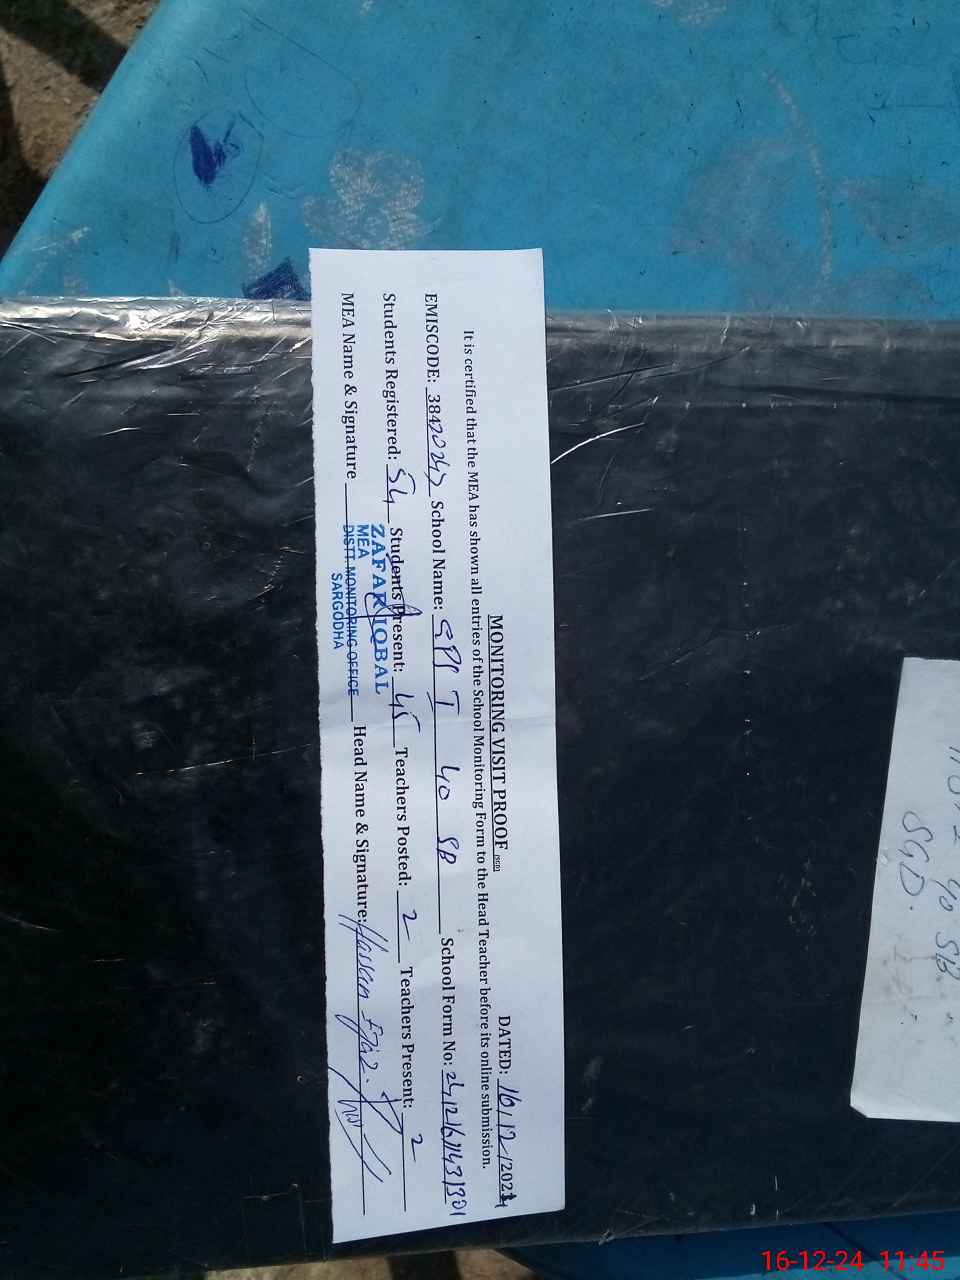 MONITORING VISIT PROOF (SGD) DATED: 16/12/2024
It is certified that the MEA has shown all entries of the School Monitoring Form to the Head Teacher before its online submission.
EMISCODE: 38420247 School Name: GPS I 40 SB School Form No:
Students Registered: 54 Students Present: 45 Teachers Posted: 2 Teachers Present: 2
MEA Name & Signature Head Name & Signature: Hassan
ZAFAR IQBAL
MEA
DISTT. MONITORING OFFICE
SARGODHA
40 SB
SGD.
16-12-24 11:45